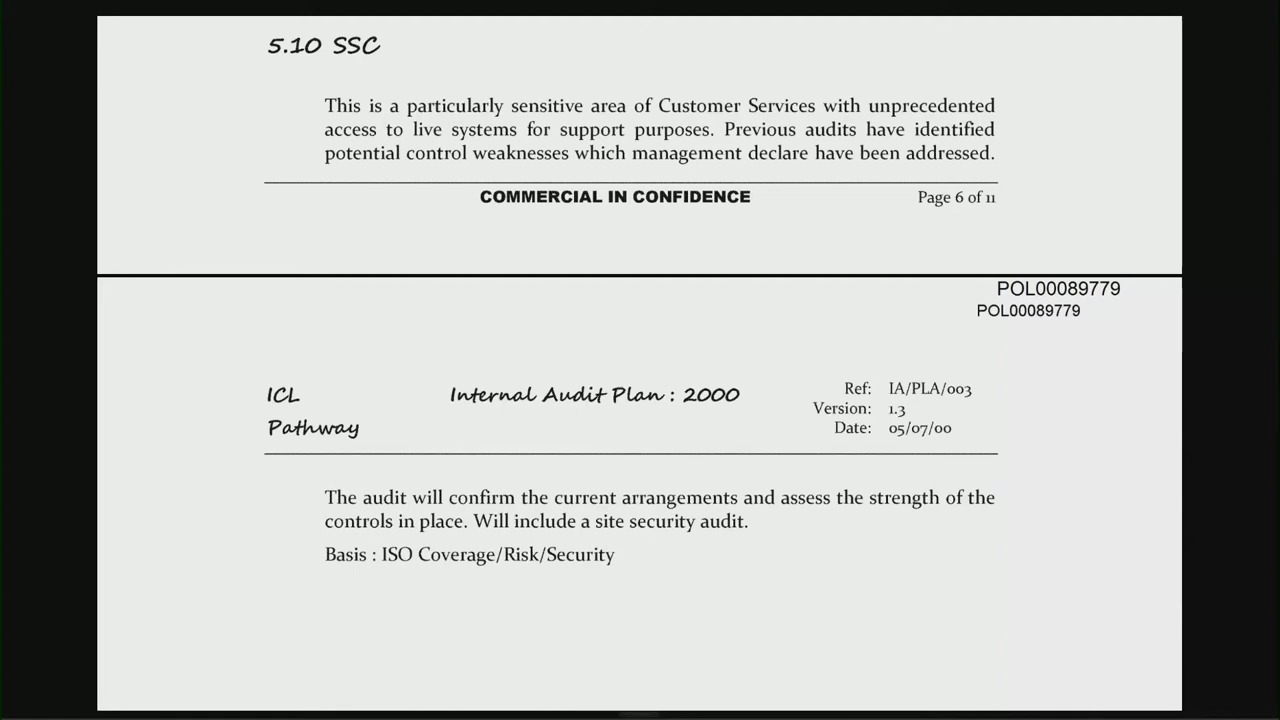 5.10 SSC
This is a particularly sensitive area of Customer Services with unprecedented
access to live systems for support purposes. Previous audits have identified
potential control weaknesses which management declare have been addressed.
COMMERCIAL IN CONFIDENCE Page 6 of 11
POL00089779
POL00089779
ICL Internal Audit Plan : 2000 Ref: IA/PLA/003
Pathway Version: 1.3
Date: 05/07/00
The audit will confirm the current arrangements and assess the strength of the
controls in place. Will include a site security audit.
Basis : ISO Coverage/Risk/Security